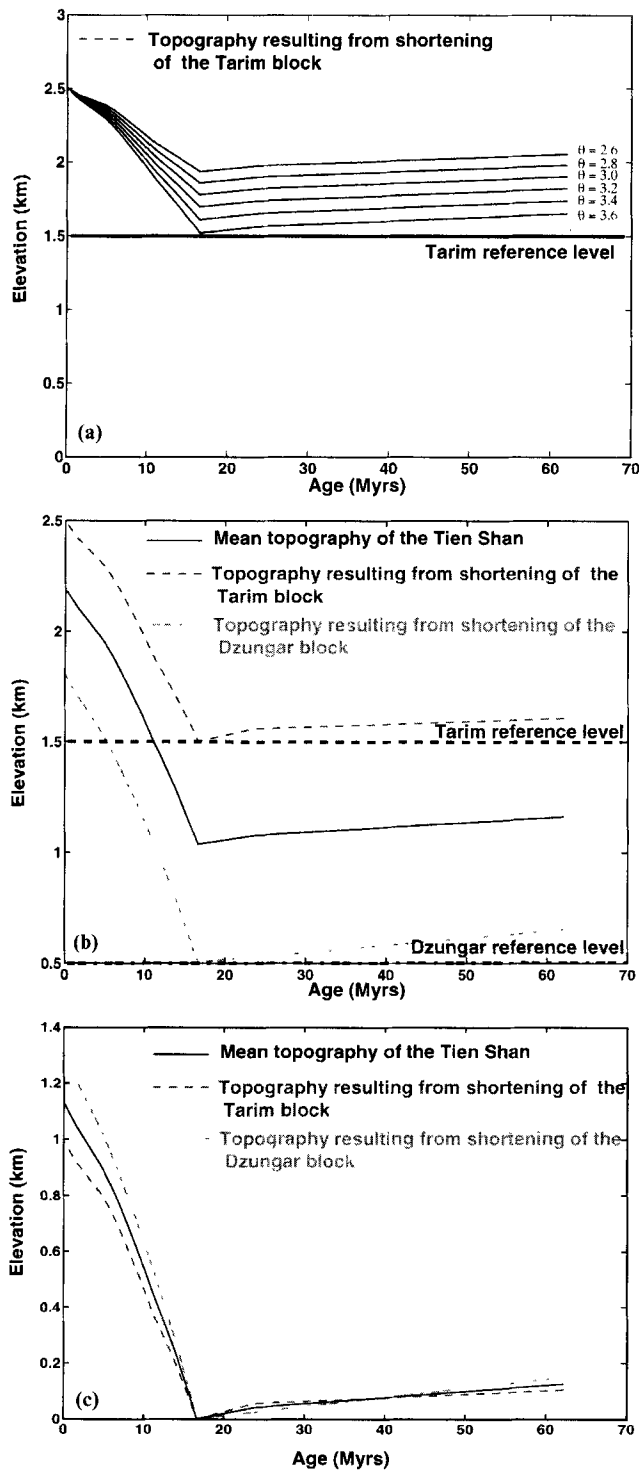 3
Topography resulting from shortening
of the Tarim block
2.5
2
1.5
1
0.5
0
Elevation (km)
θ = 2.6
θ = 2.8
θ = 3.0
θ = 3.2
θ = 3.4
θ = 3.6
Tarim reference level
(a)
0 10 20 30 40 50 60 70
Age (Myrs)
2.5
Mean topography of the Tien Shan
Topography resulting from shortening of the
Tarim block
Topography resulting from shortening of the
Dzungar block
2
1.5
1
0.5
Elevation (km)
Tarim reference level
Dzungar reference level
(b)
0 10 20 30 40 50 60 70
Age (Myrs)
1.4
Mean topography of the Tien Shan
1.2
Topography resulting from shortening of the
Tarim block
1
Topography resulting from shortening of the
Dzungar block
0.8
0.6
0.4
0.2
0
Elevation (km)
(c)
0 10 20 30 40 50 60 70
Age (Myrs)